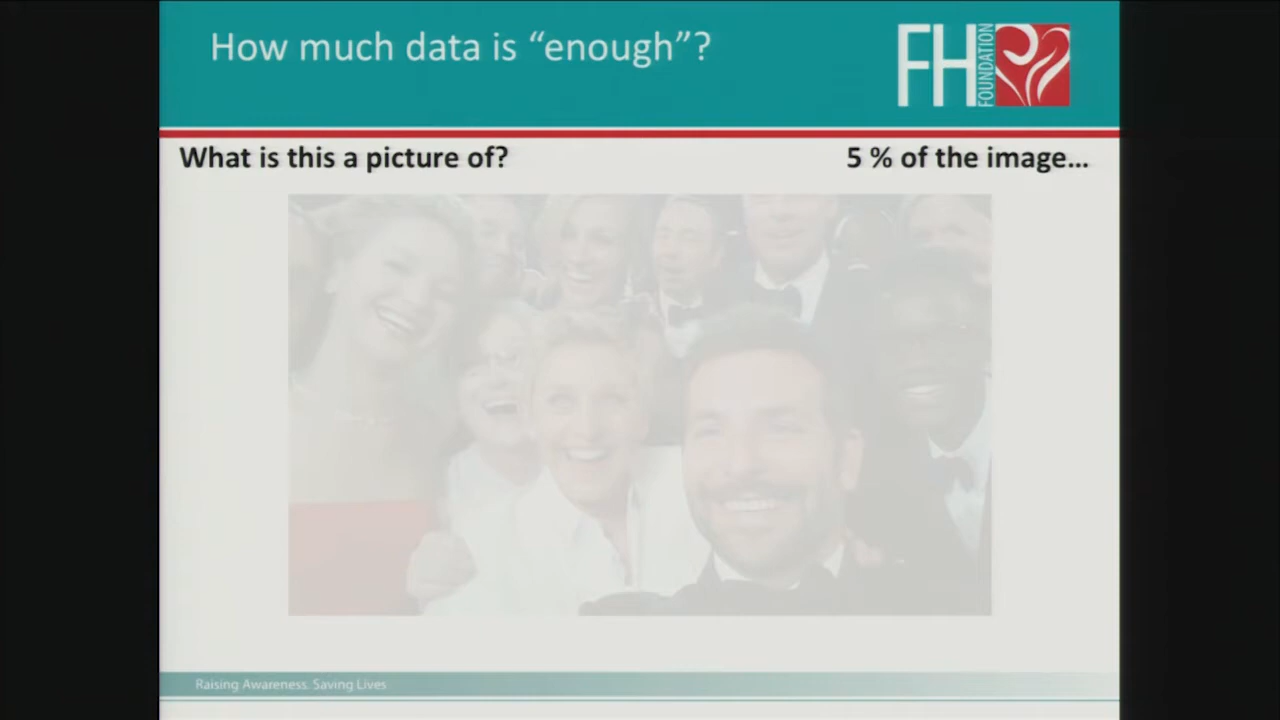 How much data is “enough”?
FH
FOUNDATION
What is this a picture of?
5 % of the image...
Raising Awareness. Saving Lives